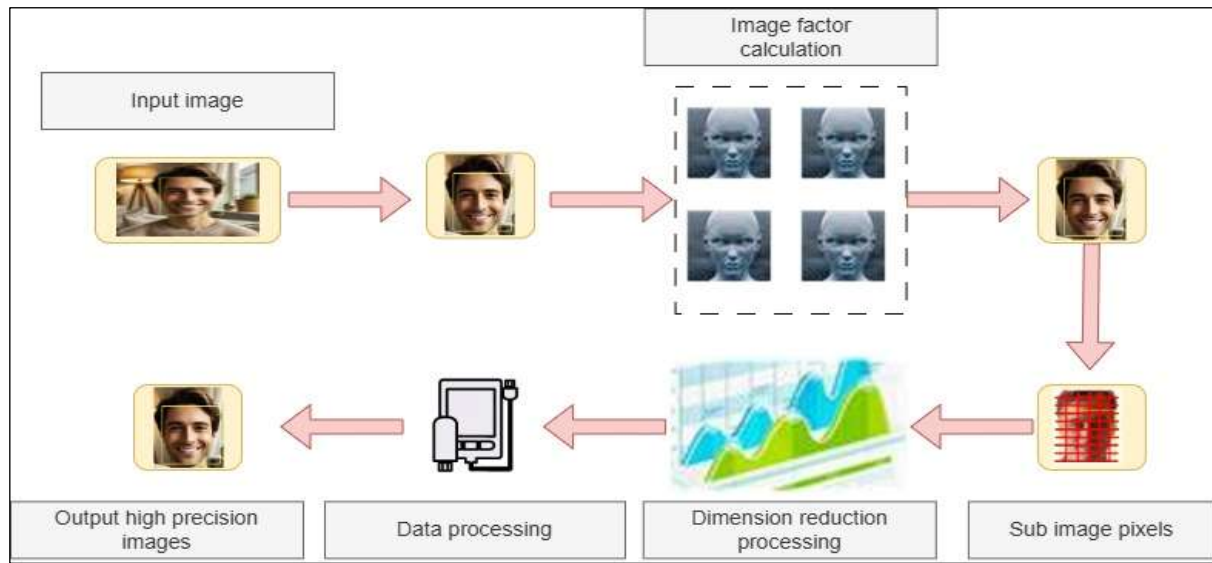 Image factor
calculation
Input image
Output high precision
images
Data processing
Dimension reduction
processing
Sub image pixels